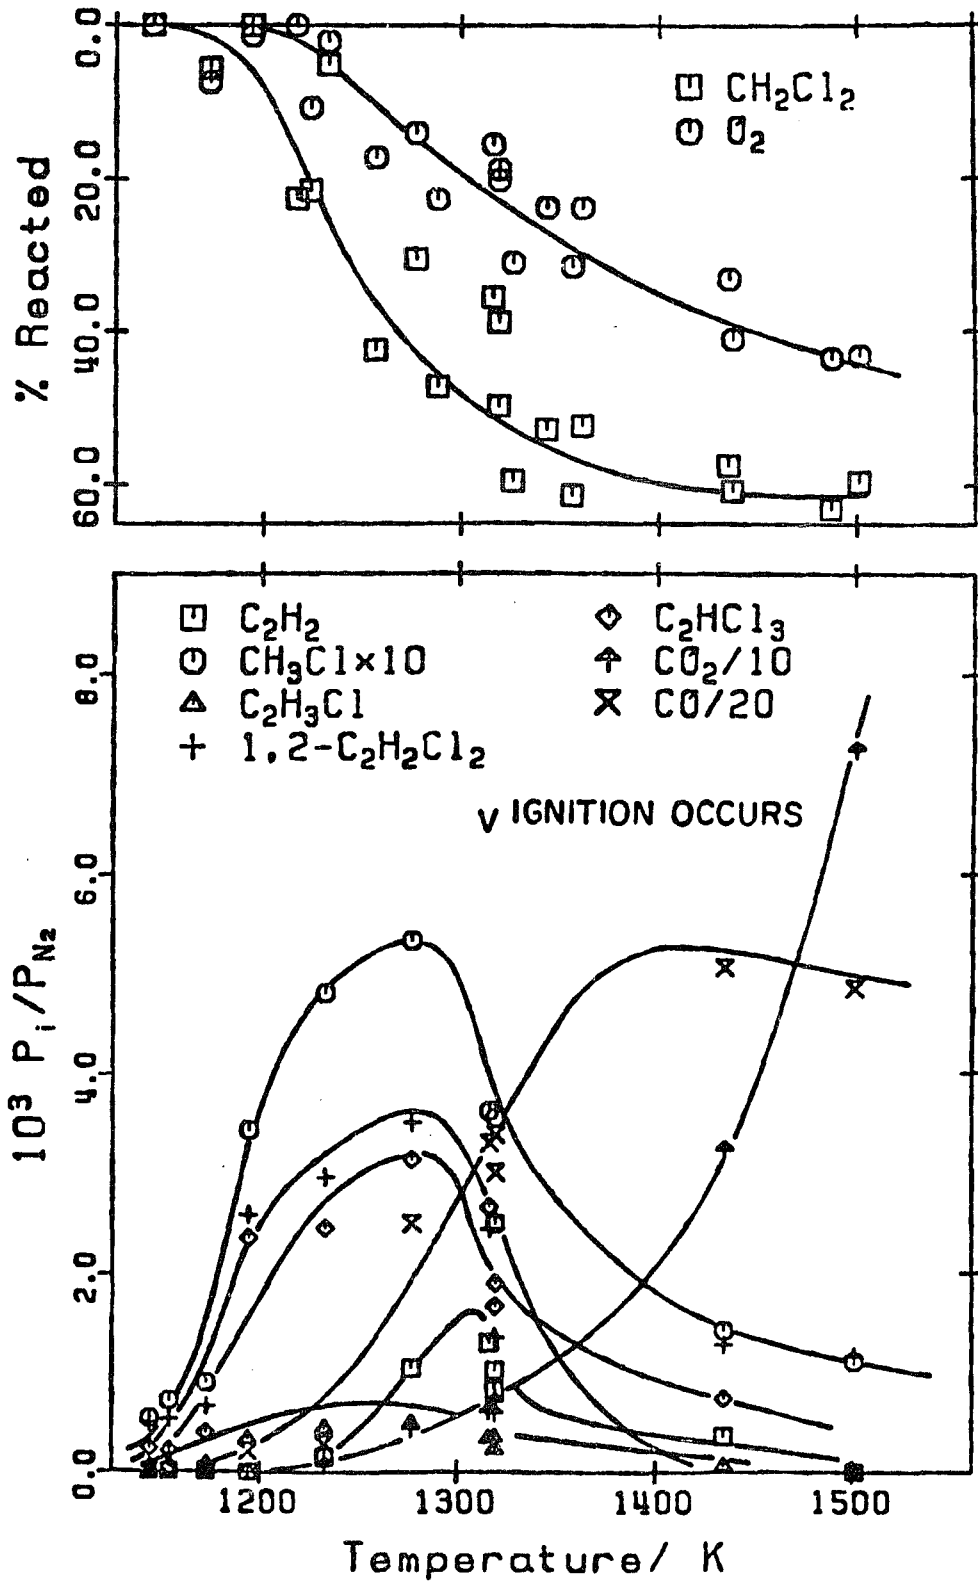 0.0
20.0
40.0
60.0
% Reacted
CH₂Cl₂
O₂
C₂H₂
CH₃Cl×10
C₂H₃Cl
1,2-C₂H₂Cl₂
C₂HCl₃
CO₂/10
CO/20
v IGNITION OCCURS
8.0
6.0
4.0
2.0
0.0
10³ Pᵢ/P_N₂
1200
1300
1400
1500
Temperature/ K